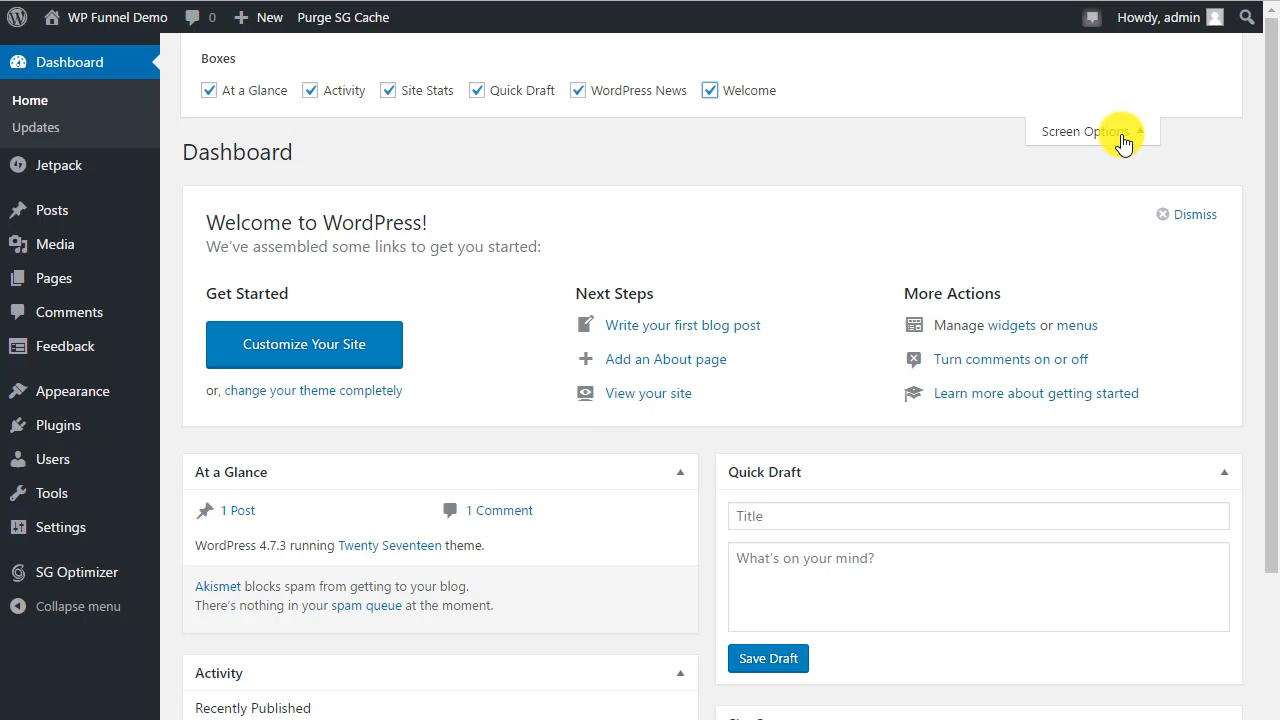 WP Funnel Demo 0 New Purge SG Cache Howdy, admin
Dashboard
Home
Updates
Jetpack
Posts
Media
Pages
Comments
Feedback
Appearance
Plugins
Users
Tools
Settings
SG Optimizer
Collapse menu
Boxes
At a Glance Activity Site Stats Quick Draft WordPress News Welcome
Screen Options
Dashboard
Welcome to WordPress!
We've assembled some links to get you started:
Dismiss
Get Started
Customize Your Site
or, change your theme completely
Next Steps
Write your first blog post
Add an About page
View your site
More Actions
Manage widgets or menus
Turn comments on or off
Learn more about getting started
At a Glance
1 Post 1 Comment
WordPress 4.7.3 running Twenty Seventeen theme.
Akismet blocks spam from getting to your blog.
There's nothing in your spam queue at the moment.
Activity
Recently Published
Quick Draft
Title
What's on your mind?
Save Draft